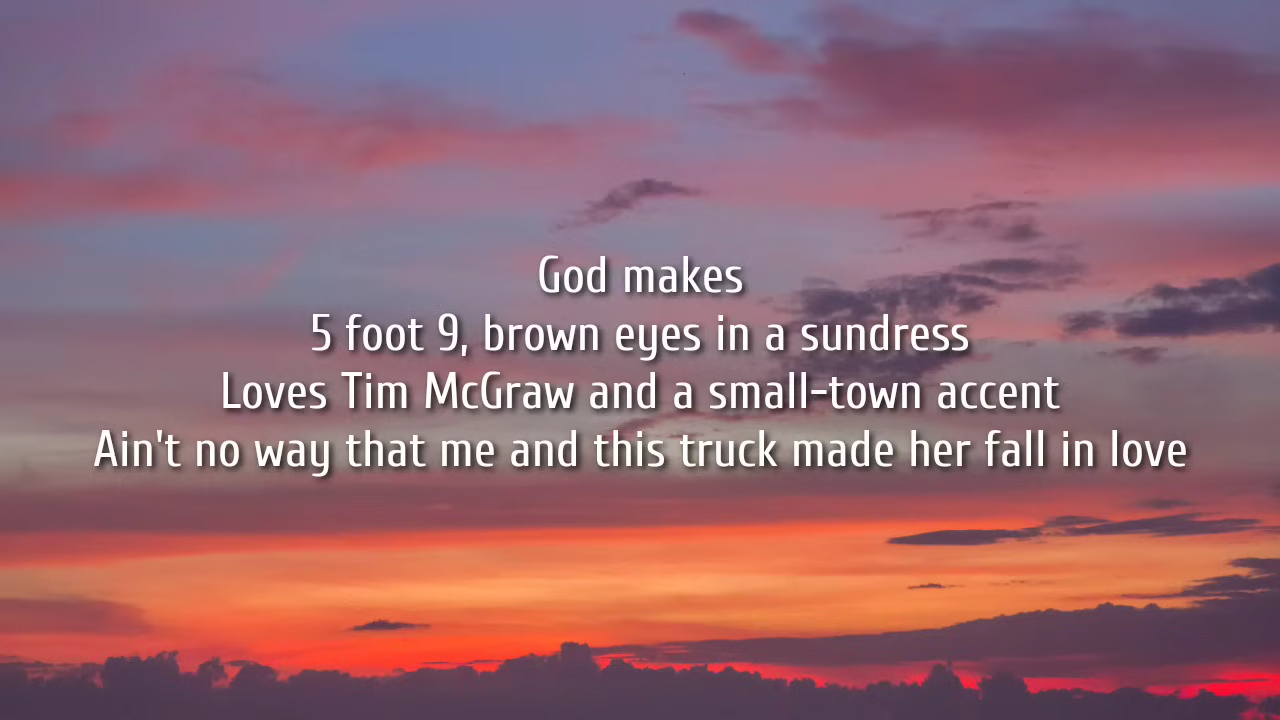 God makes
5 foot 9, brown eyes in a sundress
Loves Tim McGraw and a small-town accent
Ain't no way that me and this truck made her fall in love